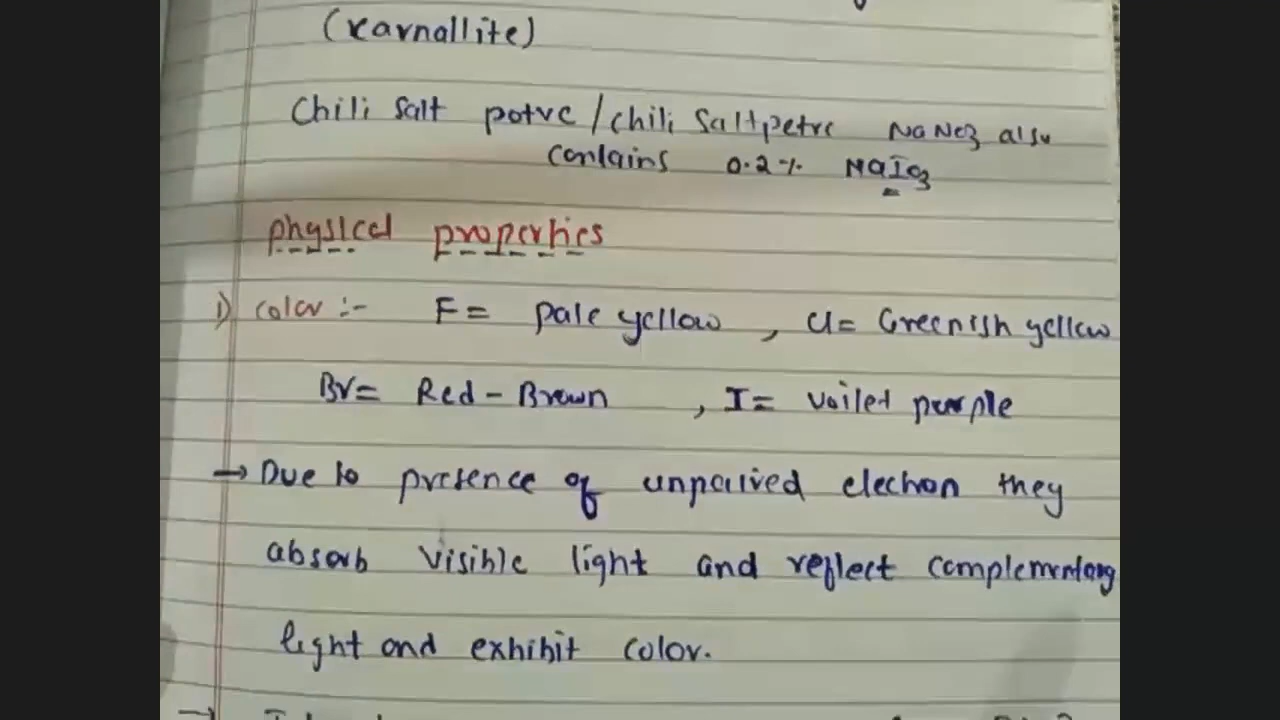 (karnallite)
Chili Salt potre / chili Saltpetre NaNO3 also
contains 0.2% NaIO3
physical properties
1) color :- F = pale yellow , Cl = Greenish yellow
Br = Red - Brown , I = voilet purple
→ Due to presence of unpaired electron they
absorb visible light and reflect complementary
light and exhibit color.
→